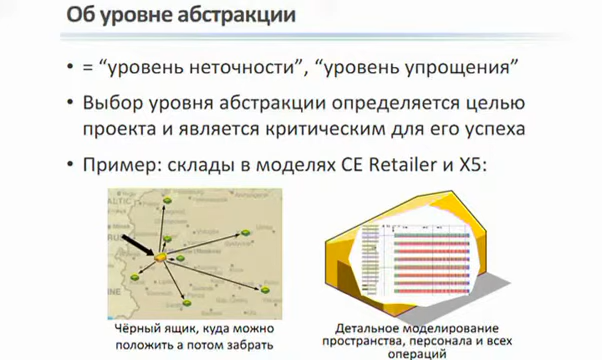 Об уровне абстракции
• = “уровень неточности”, “уровень упрощения”
• Выбор уровня абстракции определяется целью
проекта и является критическим для его успеха
• Пример: склады в моделях CE Retailer и X5:
Чёрный ящик, куда можно
положить а потом забрать
Детальное моделирование
пространства, персонала и всех
операций